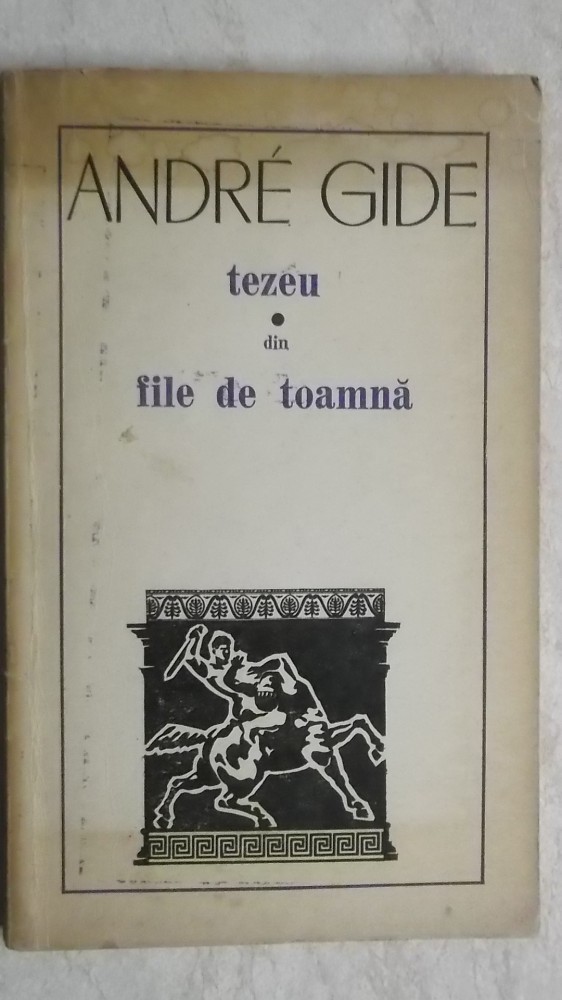 ANDRÉ GIDE
tezeu
•
din
file de toamnă